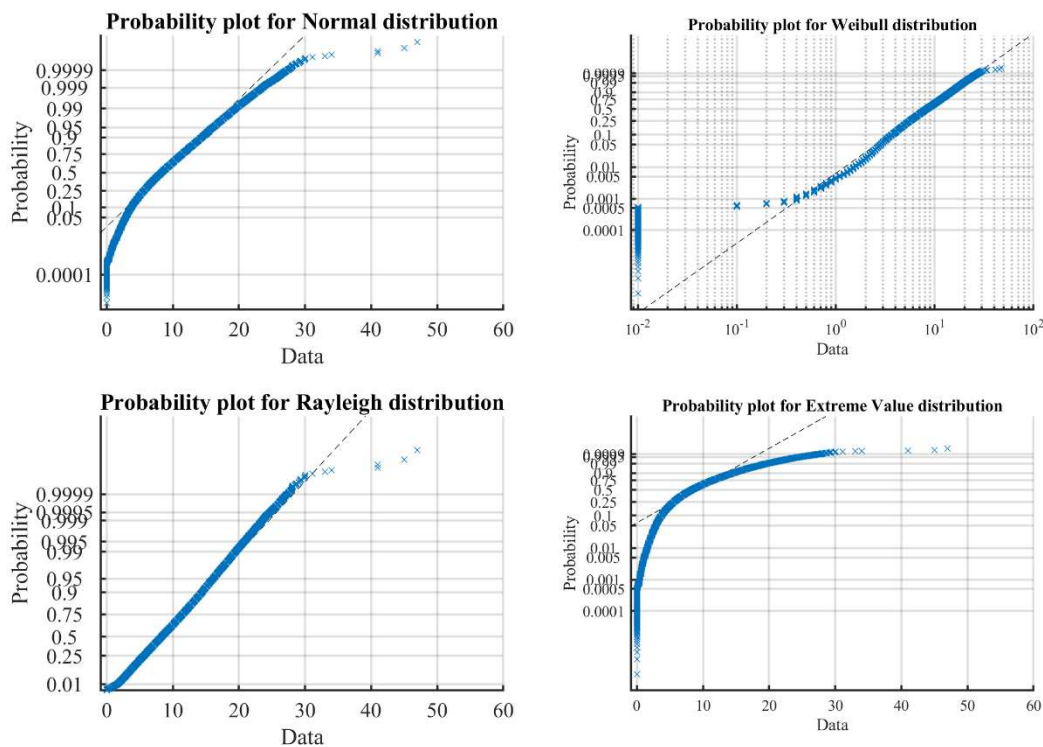 Probability plot for Normal distribution
0.9999
0.999
0.99
0.95
0.9
0.75
0.5
0.25
0.1
0.05
0.0001
Probability
0 10 20 30 40 50 60
Data
Probability plot for Weibull distribution
0.99
0.9
0.75
0.5
0.25
0.1
0.05
0.01
0.005
0.001
0.0005
0.0001
Probability
10^-2 10^-1 10^0 10^1 10^2
Data
Probability plot for Rayleigh distribution
0.9999
0.9995
0.999
0.995
0.99
0.95
0.9
0.75
0.5
0.25
0.01
Probability
0 10 20 30 40 50 60
Data
Probability plot for Extreme Value distribution
0.99
0.9
0.75
0.5
0.25
0.1
0.05
0.01
0.005
0.001
0.0005
0.0001
Probability
0 10 20 30 40 50 60
Data